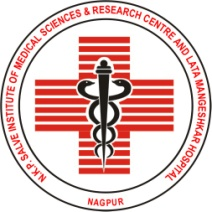 N.K.P. SALVE INSTITUTE OF MEDICAL SCIENCES & RESEARCH CENTRE AND LATA MANGESHKAR HOSPITAL
NAGPUR